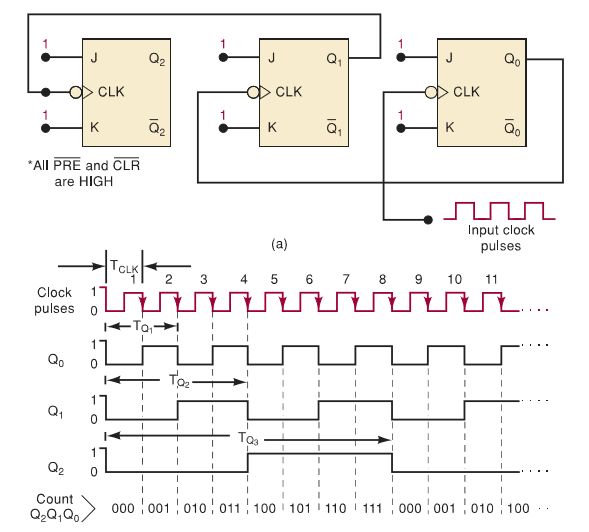 1 1 1
J Q2 J Q1 J Q0
CLK CLK CLK
1 1 1
K Q̅2 K Q̅1 K Q̅0
*All P̅R̅E̅ and C̅L̅R̅
are HIGH
Input clock
pulses
(a)
TCLK
1 2 3 4 5 6 7 8 9 10 11
Clock
pulses
1
0
TQ1
Q0
1
0
TQ2
Q1
1
0
TQ3
Q2
1
0
Count
Q2Q1Q0
000 001 010 011 100 101 110 111 000 001 010 100